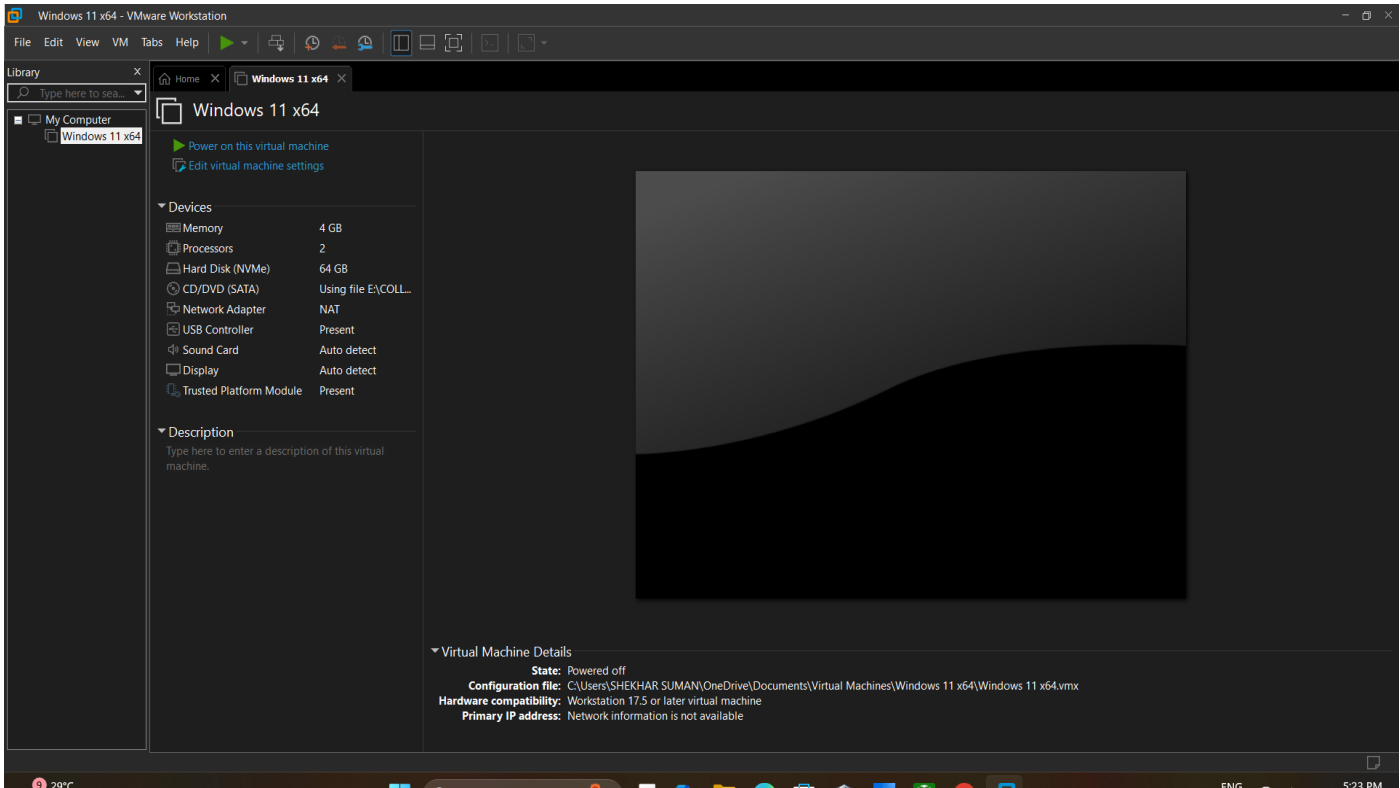 Windows 11 x64 - VMware Workstation
File Edit View VM Tabs Help
Library X
Type here to sea...
My Computer
Windows 11 x64
Home
Windows 11 x64
Windows 11 x64
Power on this virtual machine
Edit virtual machine settings
Devices
Memory 4 GB
Processors 2
Hard Disk (NVMe) 64 GB
CD/DVD (SATA) Using file E:\COLL...
Network Adapter NAT
USB Controller Present
Sound Card Auto detect
Display Auto detect
Trusted Platform Module Present
Description
Type here to enter a description of this virtual
machine.
Virtual Machine Details
State: Powered off
Configuration file: C:\Users\SHEKHAR SUMAN\OneDrive\Documents\Virtual Machines\Windows 11 x64\Windows 11 x64.vmx
Hardware compatibility: Workstation 17.5 or later virtual machine
Primary IP address: Network information is not available
9 29°C ENG 5:23 PM